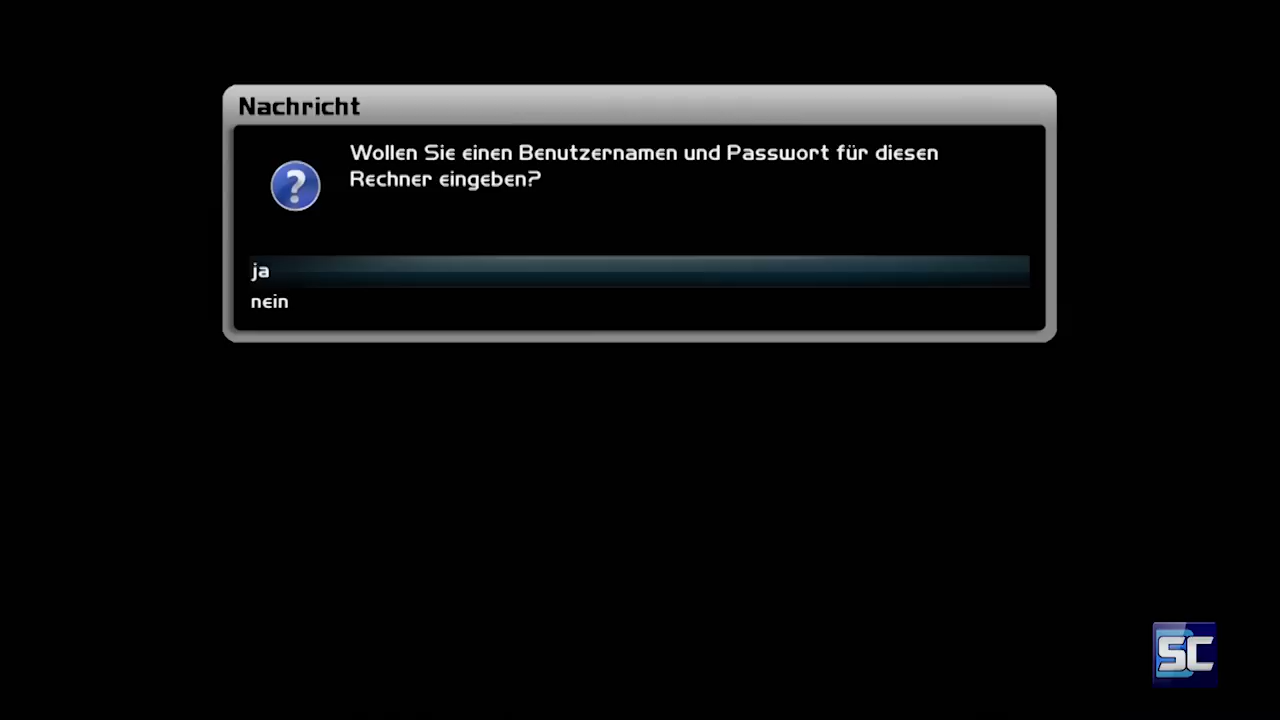 Nachricht
Wollen Sie einen Benutzernamen und Passwort für diesen
Rechner eingeben?
ja
nein
SC